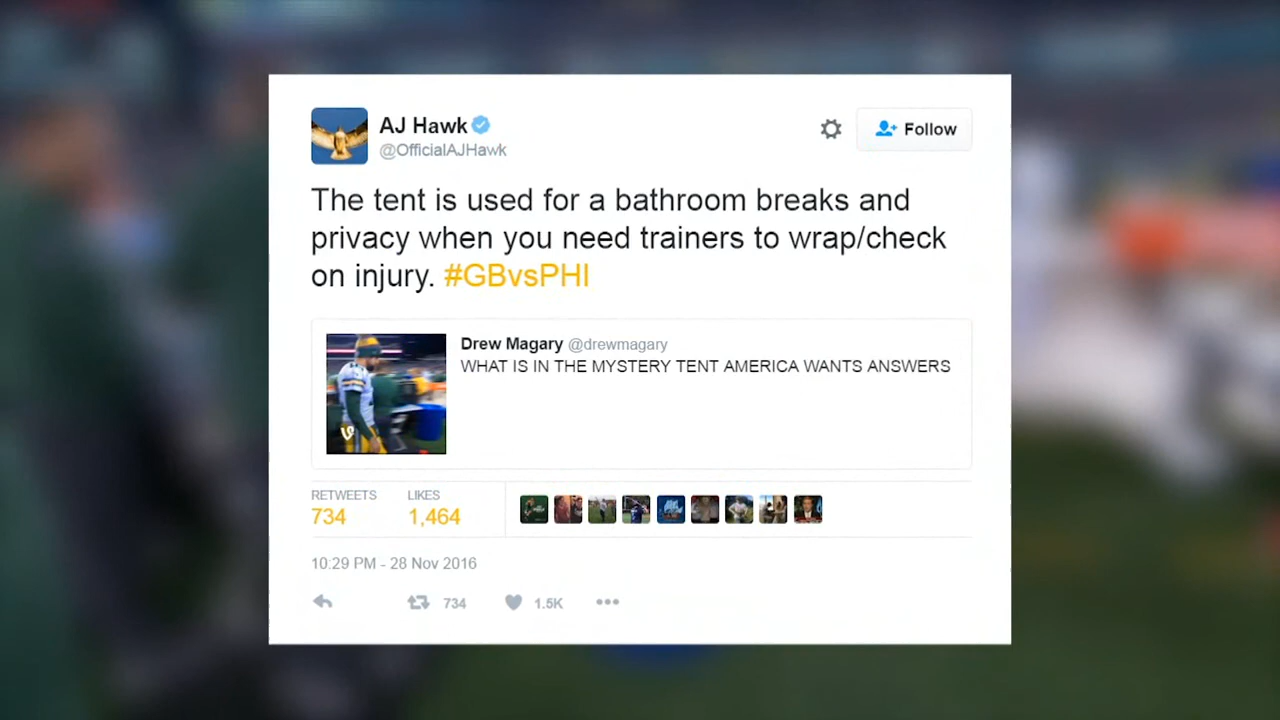 AJ Hawk
@OfficialAJHawk
Follow
The tent is used for a bathroom breaks and
privacy when you need trainers to wrap/check
on injury. #GBvsPHI
Drew Magary @drewmagary
WHAT IS IN THE MYSTERY TENT AMERICA WANTS ANSWERS
RETWEETS LIKES
734 1,464
10:29 PM - 28 Nov 2016
734 1.5K